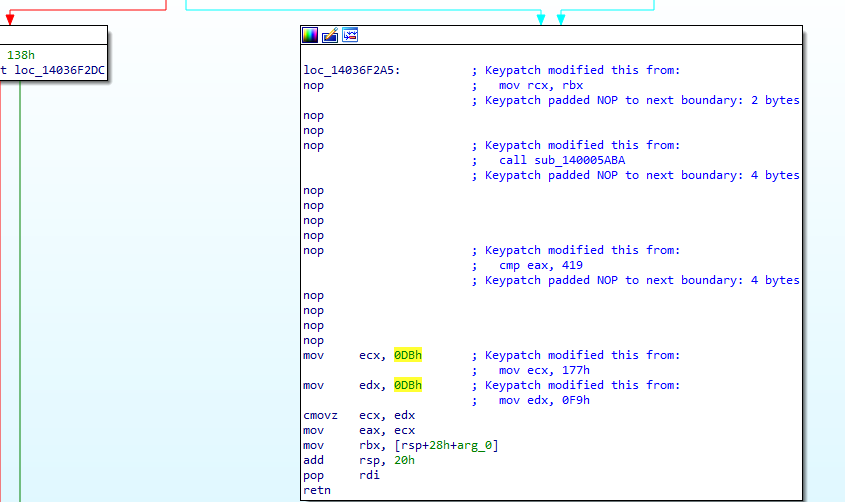 138h
t loc_14036F2DC
loc_14036F2A5: ; Keypatch modified this from:
nop ; mov rcx, rbx
; Keypatch padded NOP to next boundary: 2 bytes
nop
nop
nop ; Keypatch modified this from:
; call sub_140005ABA
; Keypatch padded NOP to next boundary: 4 bytes
nop
nop
nop
nop
nop ; Keypatch modified this from:
; cmp eax, 419
; Keypatch padded NOP to next boundary: 4 bytes
nop
nop
nop
nop
mov ecx, 0DBh ; Keypatch modified this from:
; mov ecx, 177h
mov edx, 0DBh ; Keypatch modified this from:
; mov edx, 0F9h
cmovz ecx, edx
mov eax, ecx
mov rbx, [rsp+28h+arg_0]
add rsp, 20h
pop rdi
retn